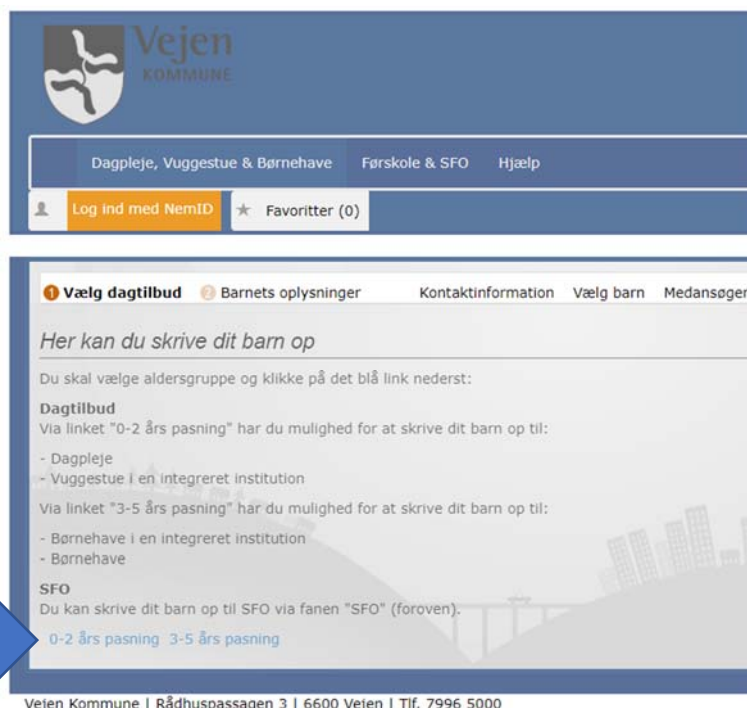 Vejen
KOMMUNE
Dagpleje, Vuggestue & Børnehave Førskole & SFO Hjælp
Log ind med NemID Favoritter (0)
1 Vælg dagtilbud 2 Barnets oplysninger Kontaktinformation Vælg barn Medansøger
Her kan du skrive dit barn op
Du skal vælge aldersgruppe og klikke på det blå link nederst:
Dagtilbud
Via linket "0-2 års pasning" har du mulighed for at skrive dit barn op til:
- Dagpleje
- Vuggestue i en integreret institution
Via linket "3-5 års pasning" har du mulighed for at skrive dit barn op til:
- Børnehave i en integreret institution
- Børnehave
SFO
Du kan skrive dit barn op til SFO via fanen "SFO" (foroven).
0-2 års pasning 3-5 års pasning
Vejen Kommune | Rådhuspassagen 3 | 6600 Vejen | Tlf. 7996 5000